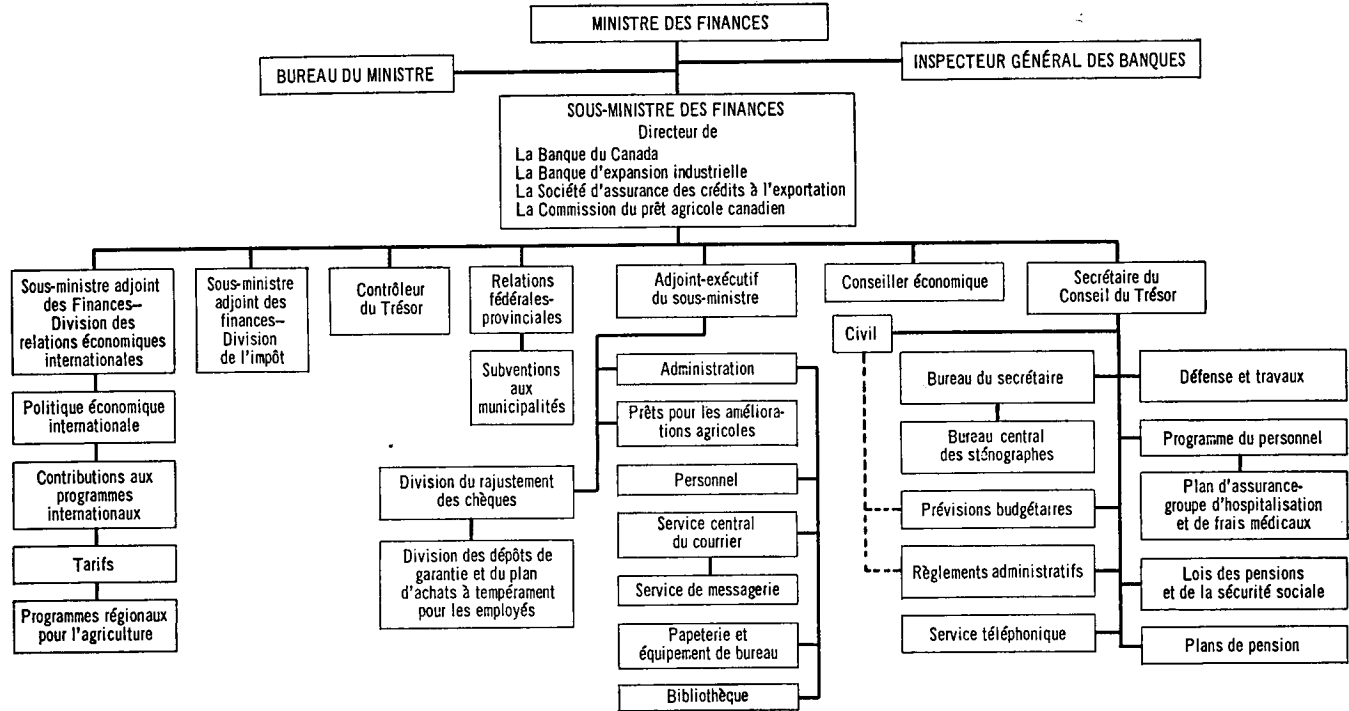 MINISTRE DES FINANCES
BUREAU DU MINISTRE
INSPECTEUR GÉNÉRAL DES BANQUES
SOUS-MINISTRE DES FINANCES
Directeur de
La Banque du Canada
La Banque d'expansion industrielle
La Société d'assurance des crédits à l'exportation
La Commission du prêt agricole canadien
Sous-ministre adjoint
des Finances—
Division des
relations économiques
internationales
Politique économique
internationale
Contributions aux
programmes
internationaux
Tarifs
Programmes régionaux
pour l'agriculture
Sous-ministre
adjoint des
finances—
Division
de l'impôt
Contrôleur
du Trésor
Relations
fédérales-
provinciales
Subventions
aux
municipalités
Adjoint-exécutif
du sous-ministre
Division du rajustement
des chèques
Division des dépôts de
garantie et du plan
d'achats à tempérament
pour les employés
Administration
Prêts pour les améliora-
tions agricoles
Personnel
Service central
du courrier
Service de messagerie
Papeterie et
équipement de bureau
Bibliothèque
Conseiller économique
Secrétaire du
Conseil du Trésor
Civil
Bureau du secrétaire
Bureau central
des sténographes
Prévisions budgétaires
Règlements administratifs
Service téléphonique
Défense et travaux
Programme du personnel
Plan d'assurance-
groupe d'hospitalisation
et de frais médicaux
Lois des pensions
et de la sécurité sociale
Plans de pension